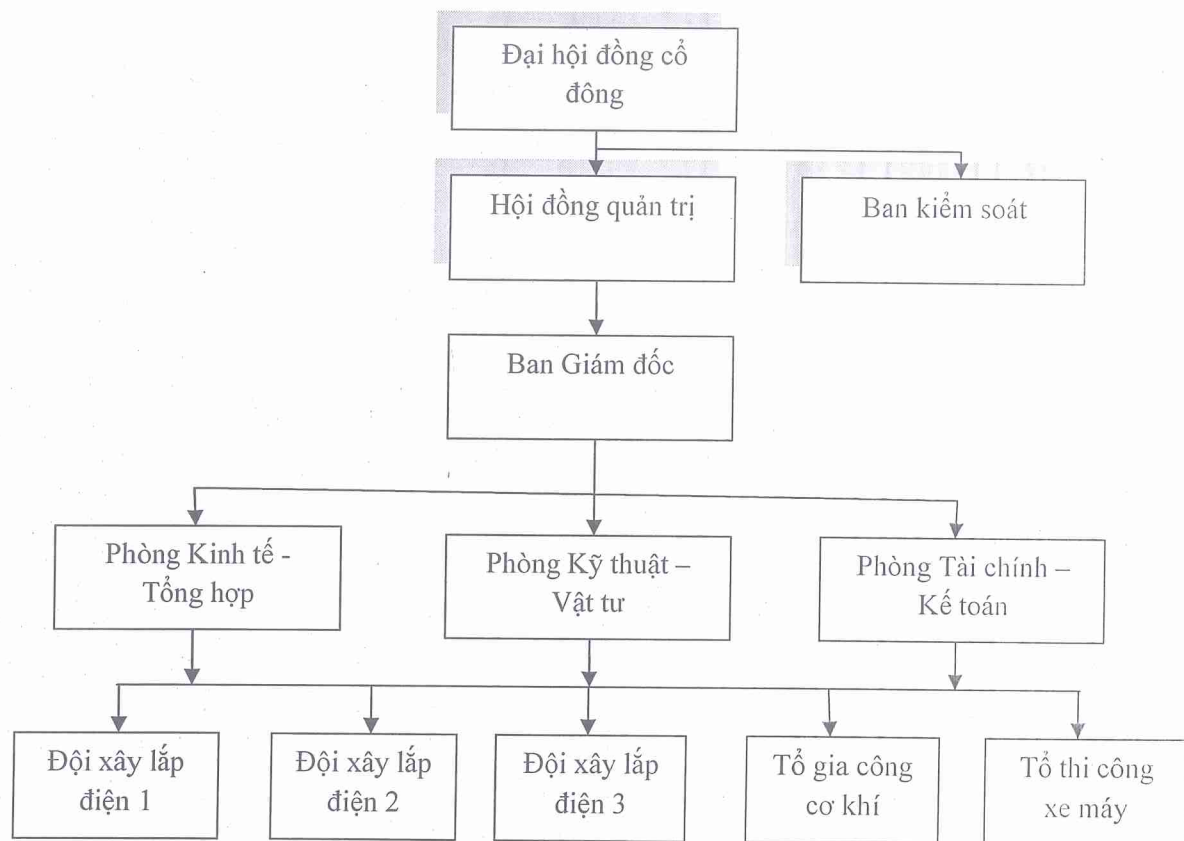 Đại hội đồng cổ
đông
Hội đồng quản trị
Ban kiểm soát
Ban Giám đốc
Phòng Kinh tế -
Tổng hợp
Phòng Kỹ thuật –
Vật tư
Phòng Tài chính –
Kế toán
Đội xây lắp
điện 1
Đội xây lắp
điện 2
Đội xây lắp
điện 3
Tổ gia công
cơ khí
Tổ thi công
xe máy